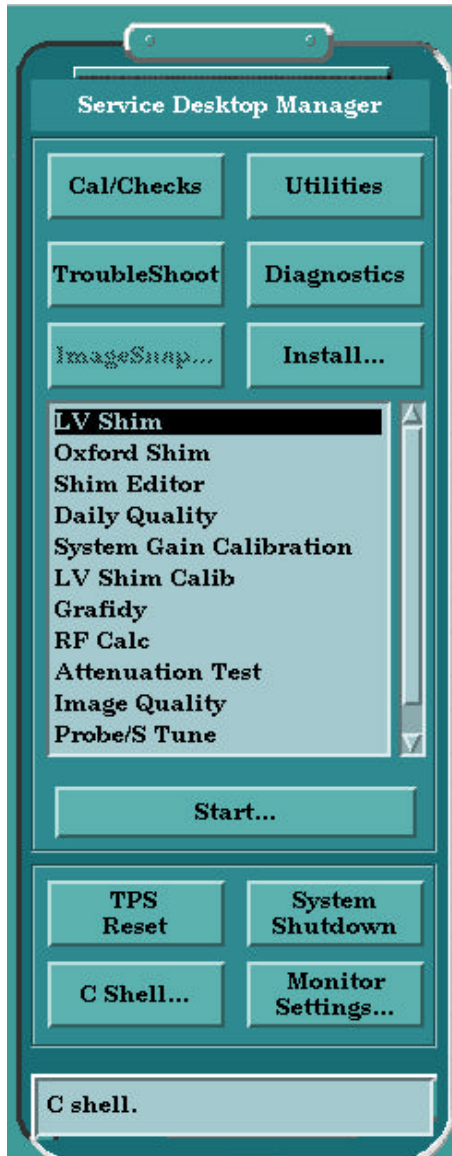 Service Desktop Manager
Cal/Checks
Utilities
TroubleShoot
Diagnostics
ImageSnap...
Install...
LV Shim
Oxford Shim
Shim Editor
Daily Quality
System Gain Calibration
LV Shim Calib
Grafidy
RF Calc
Attenuation Test
Image Quality
Probe/S Tune
Start...
TPS
Reset
System
Shutdown
C Shell...
Monitor
Settings...
C shell.